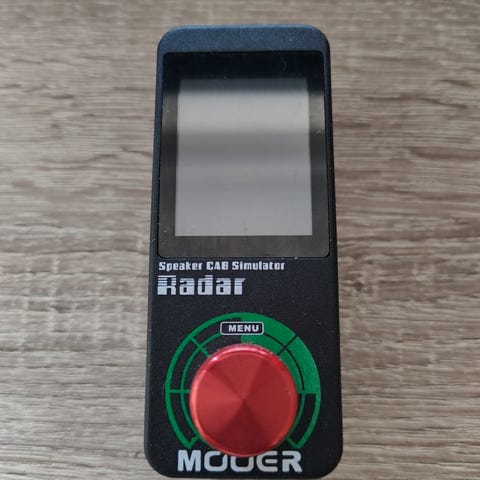 Speaker CAB Simulator
Radar
MENU
MOOER